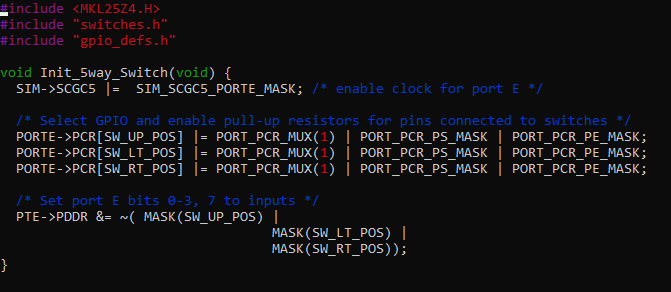 #include <MKL25Z4.H>
#include "switches.h"
#include "gpio_defs.h"

void Init_5way_Switch(void) {
  SIM->SCGC5 |=  SIM_SCGC5_PORTE_MASK; /* enable clock for port E */

  /* Select GPIO and enable pull-up resistors for pins connected to switches */
  PORTE->PCR[SW_UP_POS] |= PORT_PCR_MUX(1) | PORT_PCR_PS_MASK | PORT_PCR_PE_MASK;
  PORTE->PCR[SW_LT_POS] |= PORT_PCR_MUX(1) | PORT_PCR_PS_MASK | PORT_PCR_PE_MASK;
  PORTE->PCR[SW_RT_POS] |= PORT_PCR_MUX(1) | PORT_PCR_PS_MASK | PORT_PCR_PE_MASK;

  /* Set port E bits 0-3, 7 to inputs */
  PTE->PDDR &= ~( MASK(SW_UP_POS) |
                                  MASK(SW_LT_POS) |
                                  MASK(SW_RT_POS));
}